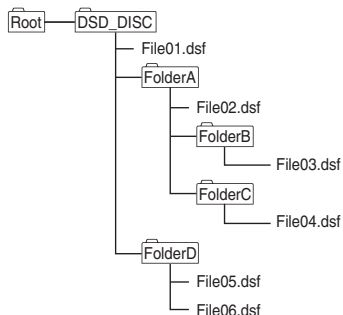 Root DSD_DISC
File01.dsf
FolderA
File02.dsf
FolderB
File03.dsf
FolderC
File04.dsf
FolderD
File05.dsf
File06.dsf